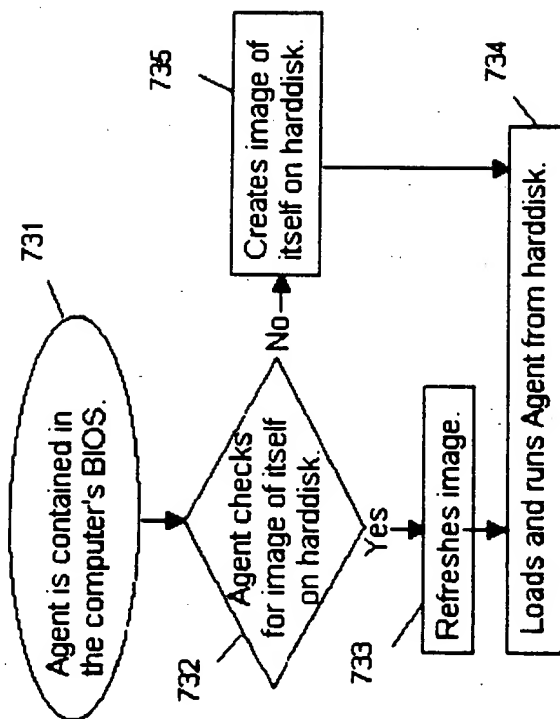 731
Agent is contained in
the computer's BIOS.
732
Agent checks
for image of itself
on harddisk.
No
735
Creates image of
itself on harddisk.
Yes
733
Refreshes image.
734
Loads and runs Agent from harddisk.